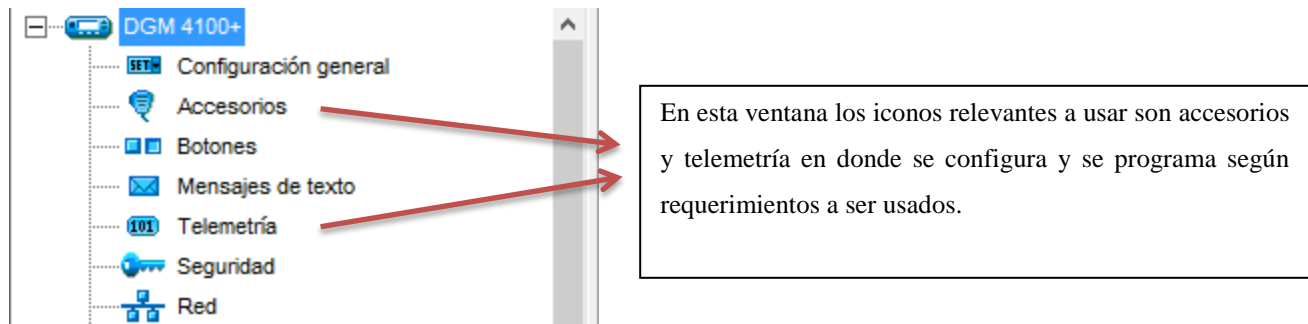 DGM 4100+
SET Configuración general
Accesorios
Botones
Mensajes de texto
101 Telemetría
Seguridad
Red
En esta ventana los iconos relevantes a usar son accesorios
y telemetría en donde se configura y se programa según
requerimientos a ser usados.